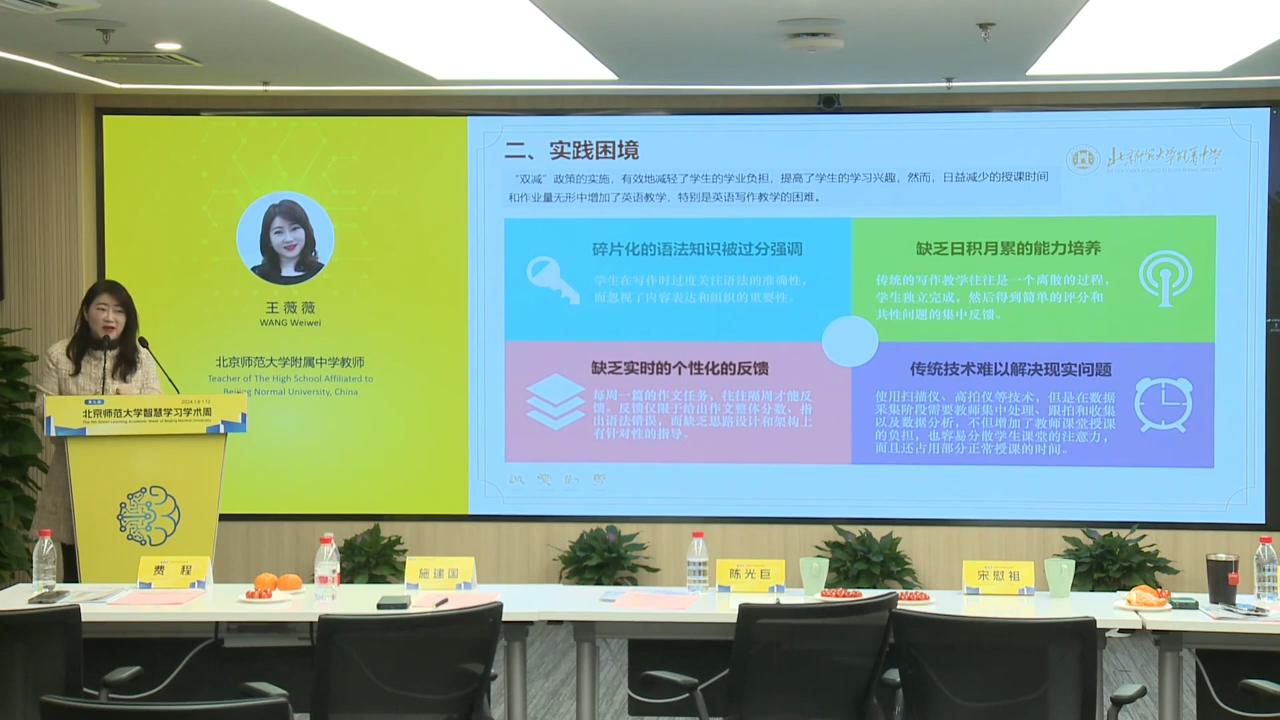 二、实践困境
北京师范大学附属中学
“双减”政策的实施，有效地减轻了学生的学业负担，提高了学生的学习兴趣，然而，日益减少的授课时间
和作业量无形中增加了英语教学，特别是英语写作教学的困难。
碎片化的语法知识被过分强调
学生在写作时过度关注语法的准确性，
而忽视了内容表达和组织的重要性。
缺乏日积月累的能力培养
传统的写作教学往往是一个离散的过程，
学生独立完成，然后得到简单的评分和
共性问题的集中反馈。
缺乏实时的个性化的反馈
每周一篇的作文任务，往往隔周才能反
馈。反馈仅限于给出作文整体分数、指
出语法错误，而缺乏思路设计和架构上
有针对性的指导。
传统技术难以解决现实问题
使用扫描仪、高拍仪等技术，但是在数据
采集阶段需要教师集中处理、跟拍和收集
以及数据分析，不但增加了教师课堂授课
的负担，也容易分散学生课堂的注意力，
而且还占用部分正常授课的时间。
王薇薇
WANG Weiwei
北京师范大学附属中学教师
Teacher of The High School Affiliated to
Beijing Normal University, China
北京师范大学智慧学习学术周
费 程
施建国
陈光巨
宋慰祖